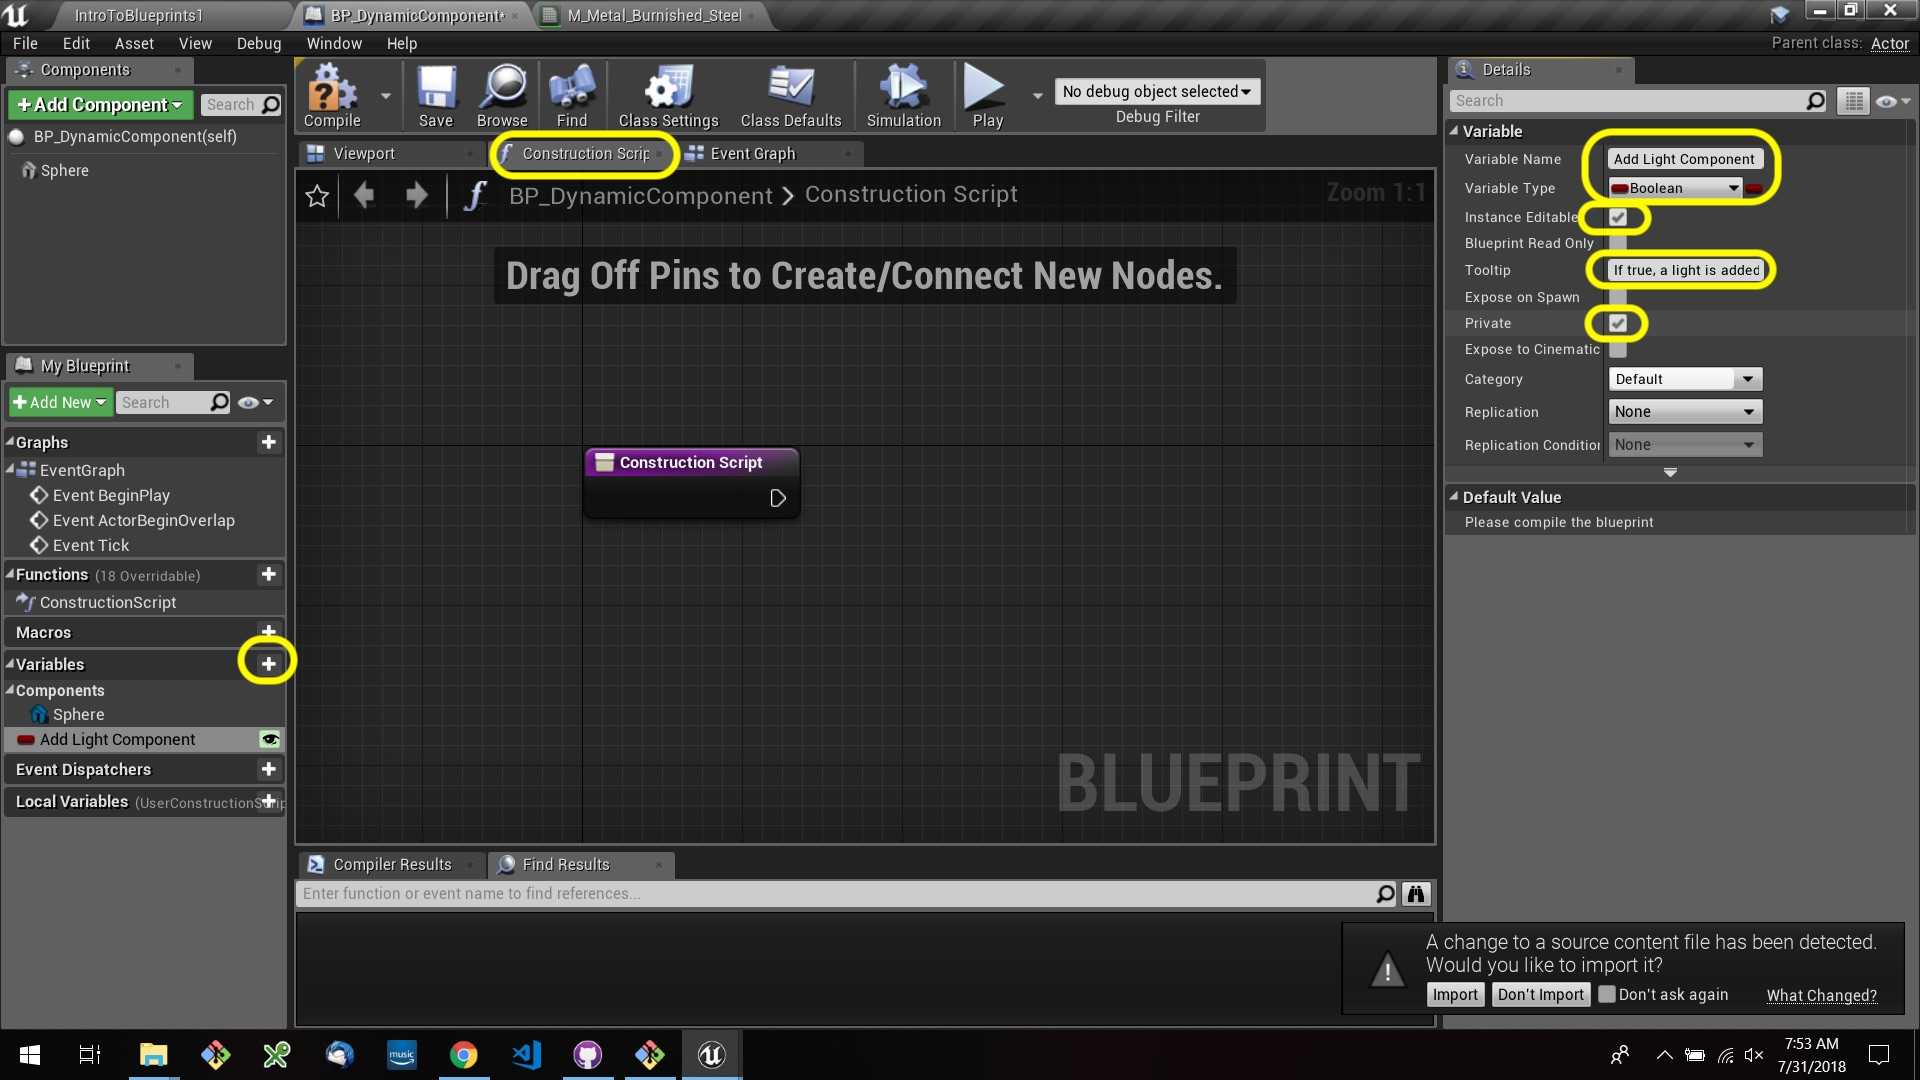 IntroToBlueprints1
BP_DynamicComponent*
M_Metal_Burnished_Steel
File Edit Asset View Debug Window Help
Parent class: Actor
Components
+Add Component
Search
BP_DynamicComponent(self)
Sphere
Compile
Save
Browse
Find
Class Settings
Class Defaults
Simulation
Play
No debug object selected
Debug Filter
Viewport
Construction Scrip
Event Graph
BP_DynamicComponent > Construction Script
Zoom 1:1
Drag Off Pins to Create/Connect New Nodes.
Construction Script
BLUEPRINT
My Blueprint
+Add New
Search
Graphs
EventGraph
Event BeginPlay
Event ActorBeginOverlap
Event Tick
Functions (18 Overridable)
ConstructionScript
Macros
Variables
Components
Sphere
Add Light Component
Event Dispatchers
Local Variables (UserConstructionScrip
Compiler Results
Find Results
Enter function or event name to find references...
Details
Search
Variable
Variable Name Add Light Component
Variable Type Boolean
Instance Editable
Blueprint Read Only
Tooltip If true, a light is added
Expose on Spawn
Private
Expose to Cinematic
Category Default
Replication None
Replication Condition None
Default Value
Please compile the blueprint
A change to a source content file has been detected.
Would you like to import it?
Import
Don't Import
Don't ask again
What Changed?
music
7:53 AM
7/31/2018